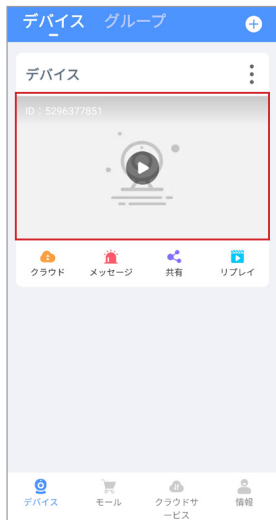 デバイス グループ
デバイス
ID：5296377851
クラウド メッセージ 共有 リプレイ
デバイス モール クラウドサ 情報
ービス